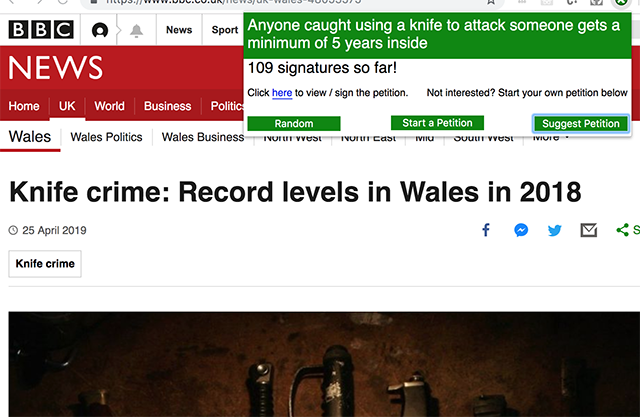 https://www.bbc.co.uk/news/uk-wales-48055575
Anyone caught using a knife to attack someone gets a
minimum of 5 years inside
109 signatures so far!
Click here to view / sign the petition. Not interested? Start your own petition below
Random Start a Petition Suggest Petition
BBC News Sport
NEWS
Home UK World Business
Wales Wales Politics Wales Business North West North East Mid South West More
Knife crime: Record levels in Wales in 2018
25 April 2019
Knife crime